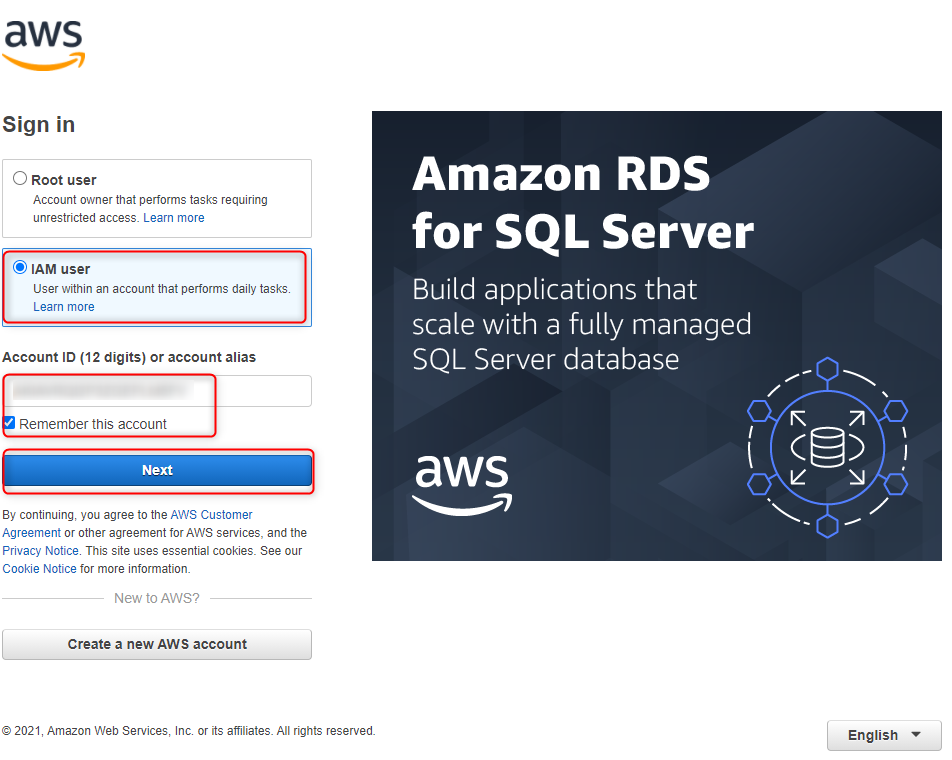 aws
Sign in
Root user
Account owner that performs tasks requiring
unrestricted access. Learn more
IAM user
User within an account that performs daily tasks.
Learn more
Account ID (12 digits) or account alias
Remember this account
Next
By continuing, you agree to the AWS Customer
Agreement or other agreement for AWS services, and the
Privacy Notice. This site uses essential cookies. See our
Cookie Notice for more information.
New to AWS?
Create a new AWS account
Amazon RDS
for SQL Server
Build applications that
scale with a fully managed
SQL Server database
aws
© 2021, Amazon Web Services, Inc. or its affiliates. All rights reserved.
English